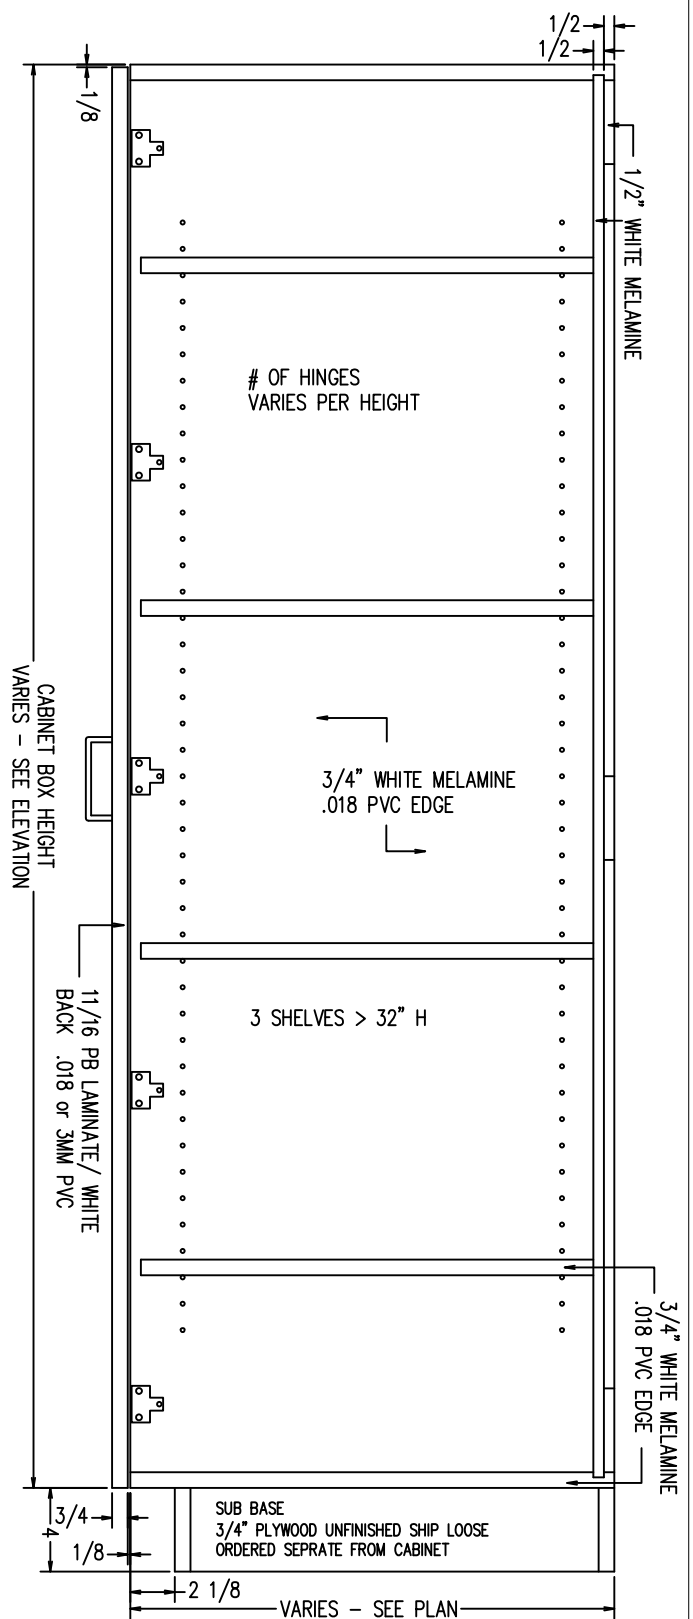 1/2
1/2
1/8
1/2" WHITE MELAMINE
# OF HINGES
VARIES PER HEIGHT
CABINET BOX HEIGHT
VARIES - SEE ELEVATION
3/4" WHITE MELAMINE
.018 PVC EDGE
11/16 PB LAMINATE/ WHITE
BACK .018 or 3MM PVC
3 SHELVES > 32" H
3/4" WHITE MELAMINE
.018 PVC EDGE
3/4
4
1/8
SUB BASE
3/4" PLYWOOD UNFINISHED SHIP LOOSE
ORDERED SEPRATE FROM CABINET
2 1/8
VARIES - SEE PLAN